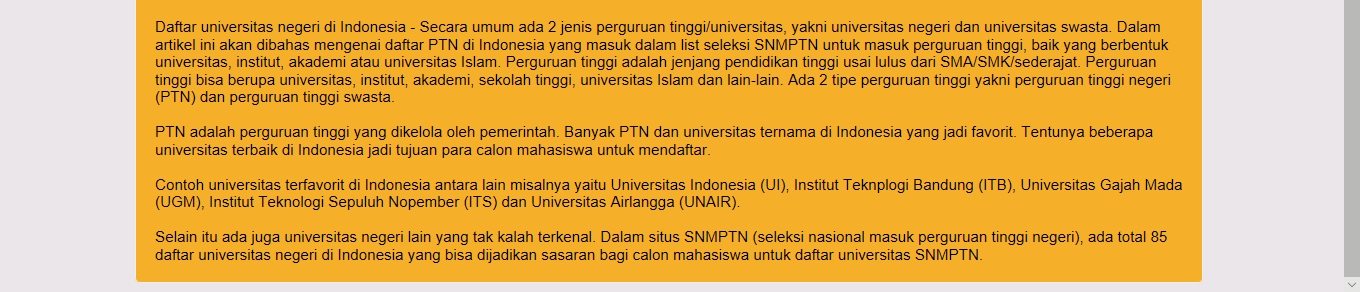 Daftar universitas negeri di Indonesia - Secara umum ada 2 jenis perguruan tinggi/universitas, yakni universitas negeri dan universitas swasta. Dalam
artikel ini akan dibahas mengenai daftar PTN di Indonesia yang masuk dalam list seleksi SNMPTN untuk masuk perguruan tinggi, baik yang berbentuk
universitas, institut, akademi atau universitas Islam. Perguruan tinggi adalah jenjang pendidikan tinggi usai lulus dari SMA/SMK/sederajat. Perguruan
tinggi bisa berupa universitas, institut, akademi, sekolah tinggi, universitas Islam dan lain-lain. Ada 2 tipe perguruan tinggi yakni perguruan tinggi negeri
(PTN) dan perguruan tinggi swasta.
PTN adalah perguruan tinggi yang dikelola oleh pemerintah. Banyak PTN dan universitas ternama di Indonesia yang jadi favorit. Tentunya beberapa
universitas terbaik di Indonesia jadi tujuan para calon mahasiswa untuk mendaftar.
Contoh universitas terfavorit di Indonesia antara lain misalnya yaitu Universitas Indonesia (UI), Institut Teknplogi Bandung (ITB), Universitas Gajah Mada
(UGM), Institut Teknologi Sepuluh Nopember (ITS) dan Universitas Airlangga (UNAIR).
Selain itu ada juga universitas negeri lain yang tak kalah terkenal. Dalam situs SNMPTN (seleksi nasional masuk perguruan tinggi negeri), ada total 85
daftar universitas negeri di Indonesia yang bisa dijadikan sasaran bagi calon mahasiswa untuk daftar universitas SNMPTN.